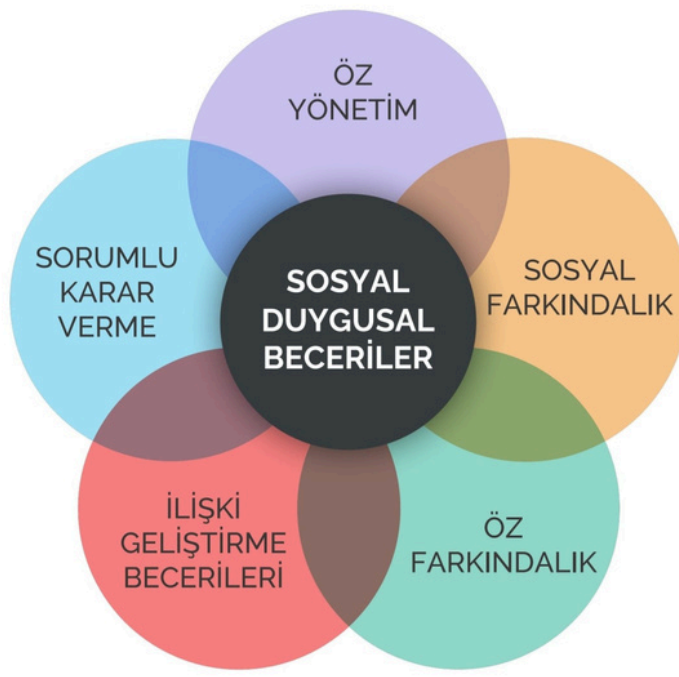 ÖZ
YÖNETİM
SOSYAL
FARKINDALIK
ÖZ
FARKINDALIK
İLİŞKİ
GELİŞTİRME
BECERİLERİ
SORUMLU
KARAR
VERME
SOSYAL
DUYGUSAL
BECERİLER